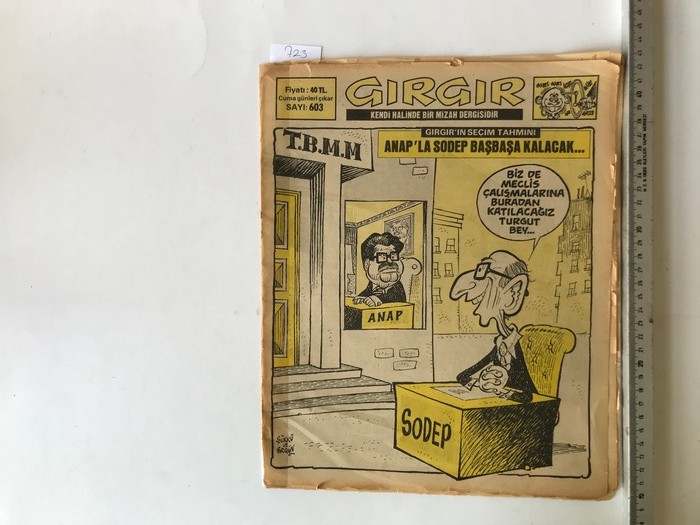 723
Fiyatı: 40 TL.
Cuma günleri çıkar
SAYI: 603
GIRGIR
KENDİ HALİNDE BİR MİZAH DERGİSİDİR
GIRGIR'IN SEÇİM TAHMİNİ
ANAP'LA SODEP BAŞBAŞA KALACAK...
T.B.M.M
BİZ DE
MECLİS
ÇALIŞMALARINA
BURADAN
KATILACAĞIZ
TURGUT
BEY...
ANAP
SODEP